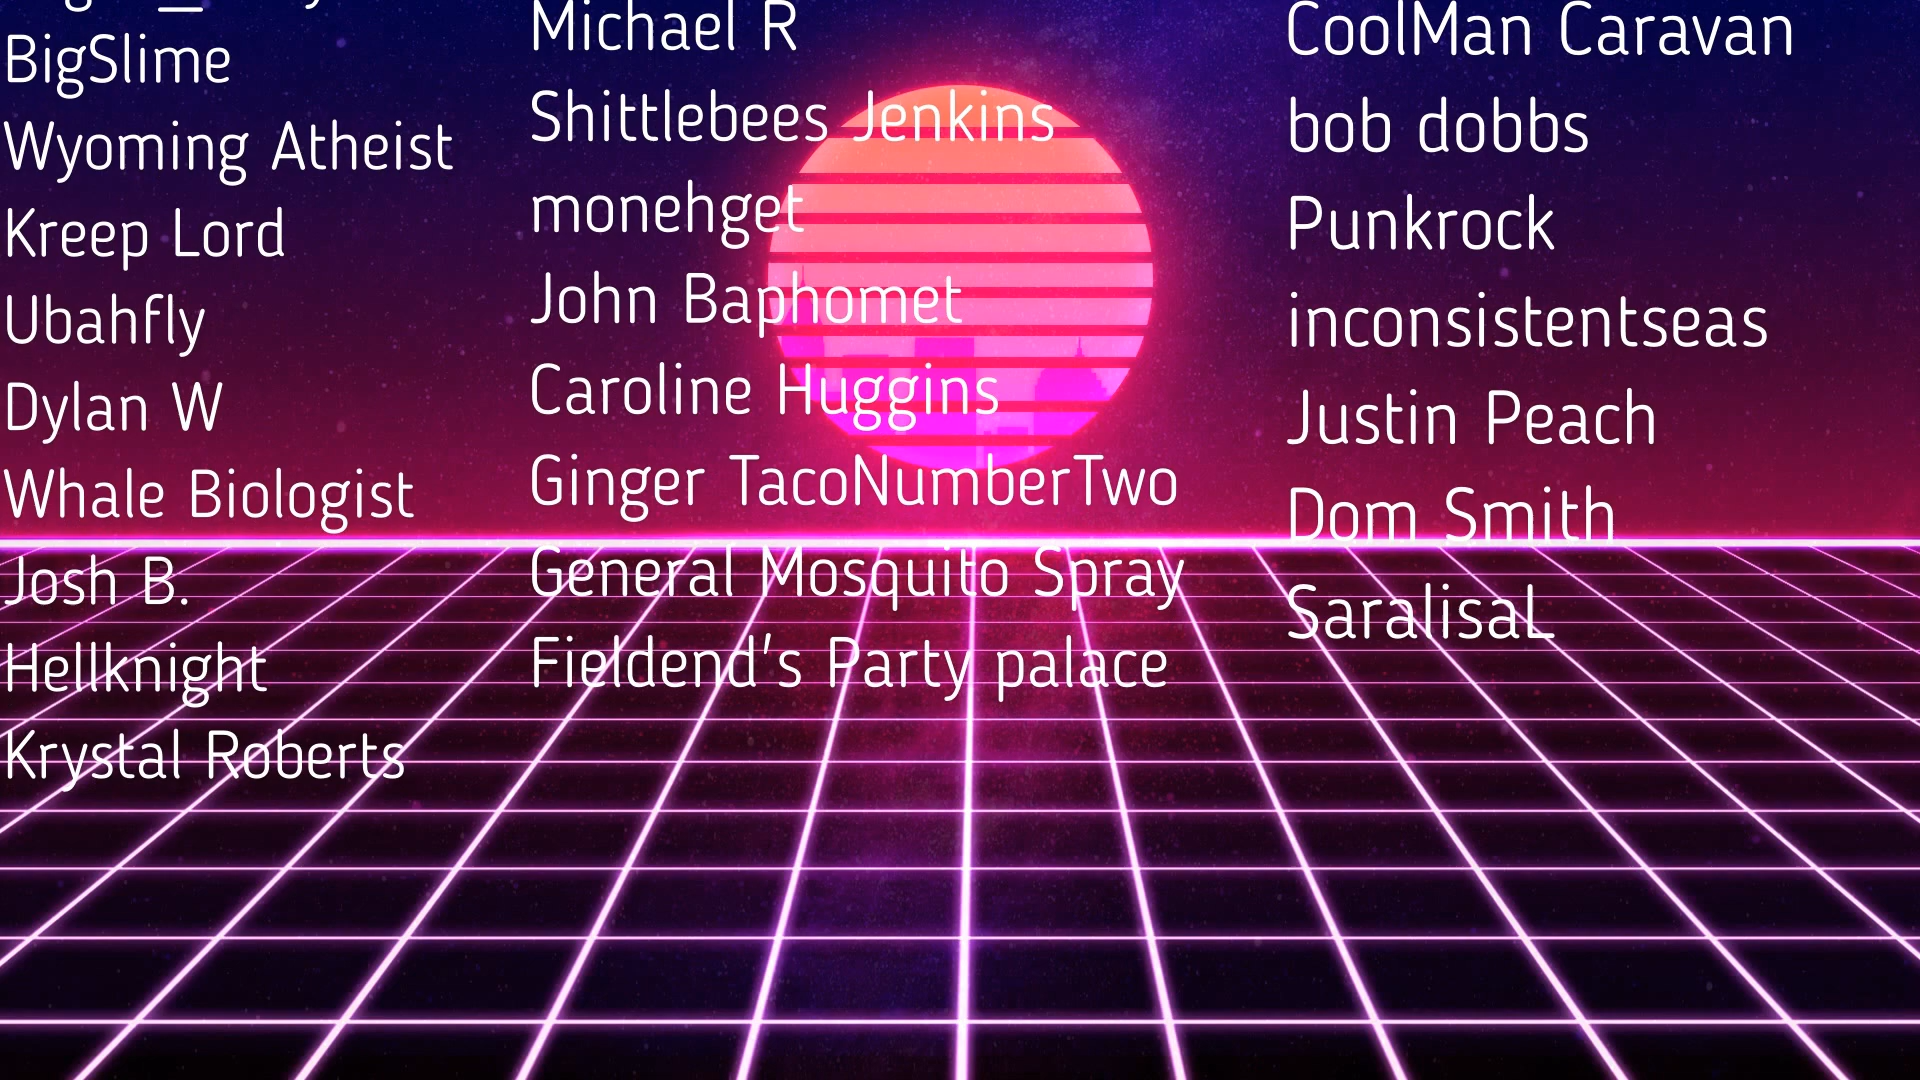 BigSlime
Wyoming Atheist
Kreep Lord
Ubahfly
Dylan W
Whale Biologist
Josh B.
Hellknight
Krystal Roberts
Michael R
Shittlebees Jenkins
monehget
John Baphomet
Caroline Huggins
Ginger TacoNumberTwo
General Mosquito Spray
Fieldend's Party palace
CoolMan Caravan
bob dobbs
Punkrock
inconsistentseas
Justin Peach
Dom Smith
SaralisaL